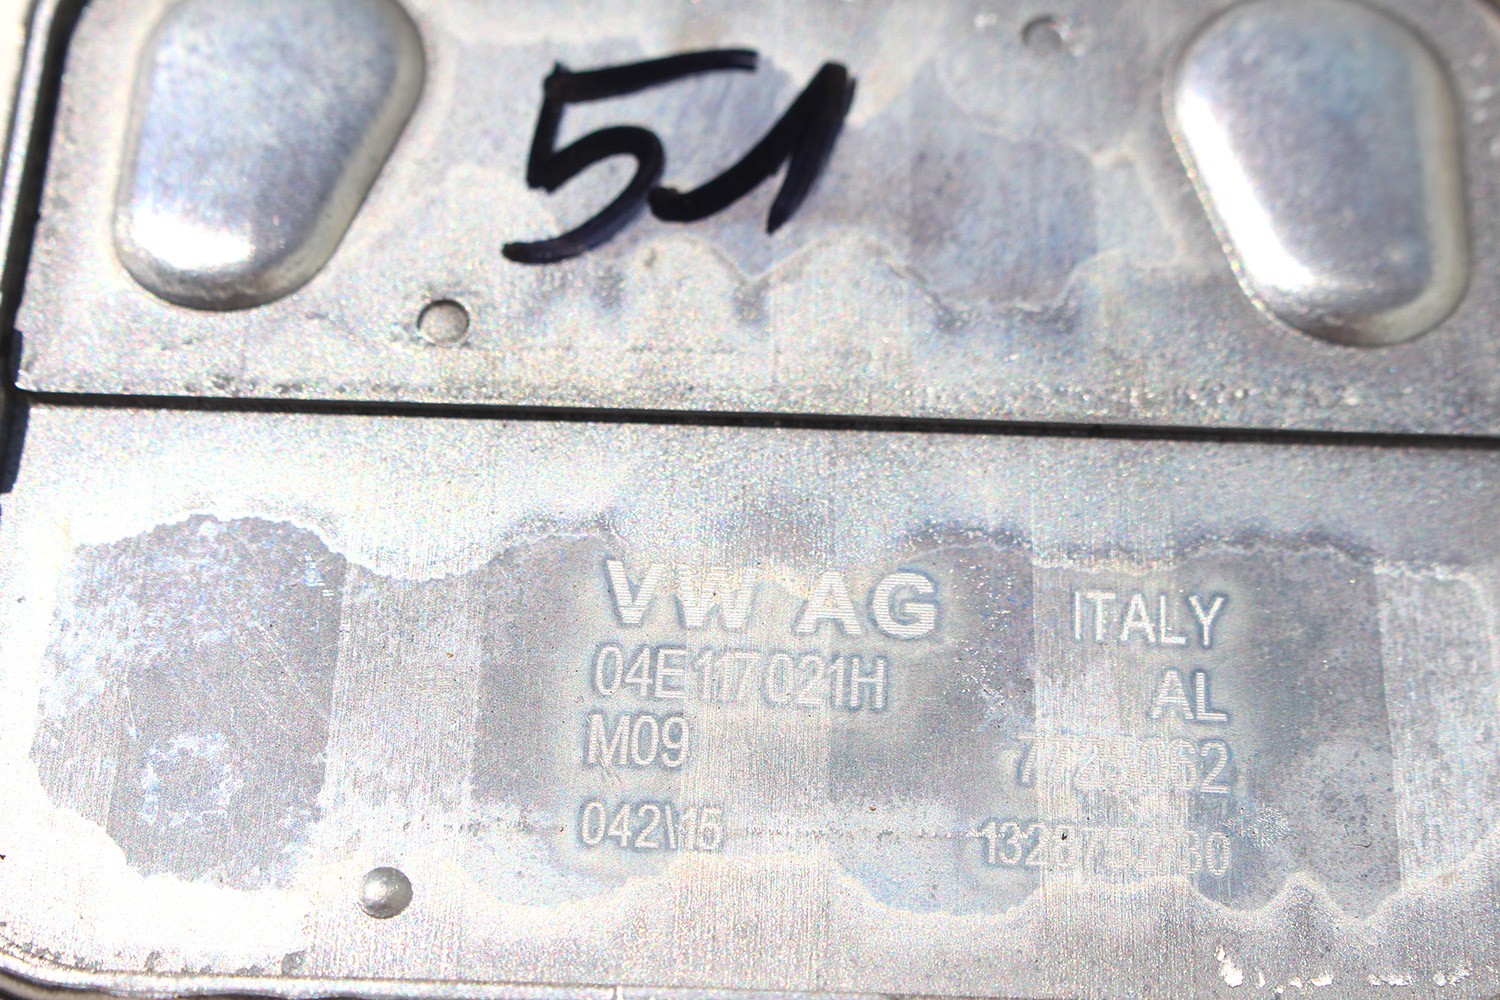 51
VW AG
04E117021H
M09
042\15
ITALY
AL